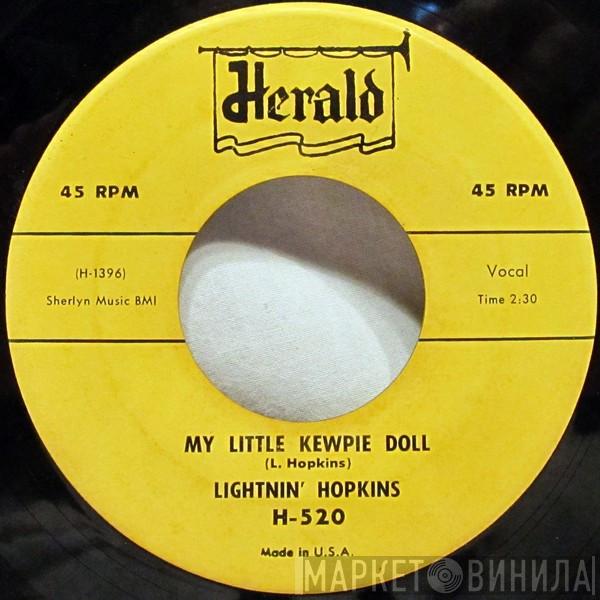 Herald
45 RPM
45 RPM
(H-1396)
Sherlyn Music BMI
Vocal
Time 2:30
MY LITTLE KEWPIE DOLL
(L. Hopkins)
LIGHTNIN' HOPKINS
H-520
Made in U.S.A.
МАРКЕТ ВИНИЛА